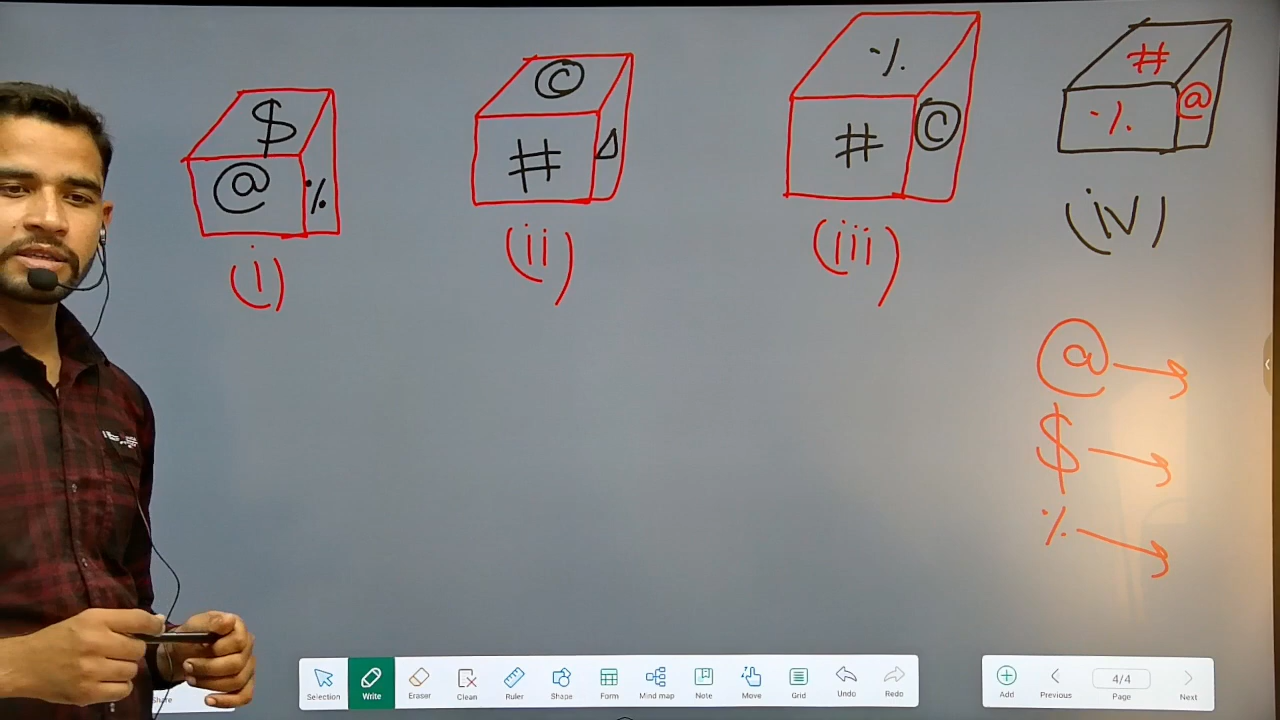 $
@ %
(i)
©
# Δ
(ii)
%
# ©
(iii)
#
% @
(iv)
@ →
$ →
% →
Selection Write Eraser Clean Ruler Shape Form Mind map Note Move Grid Undo Redo
Add Previous 4/4 Page Next
Share